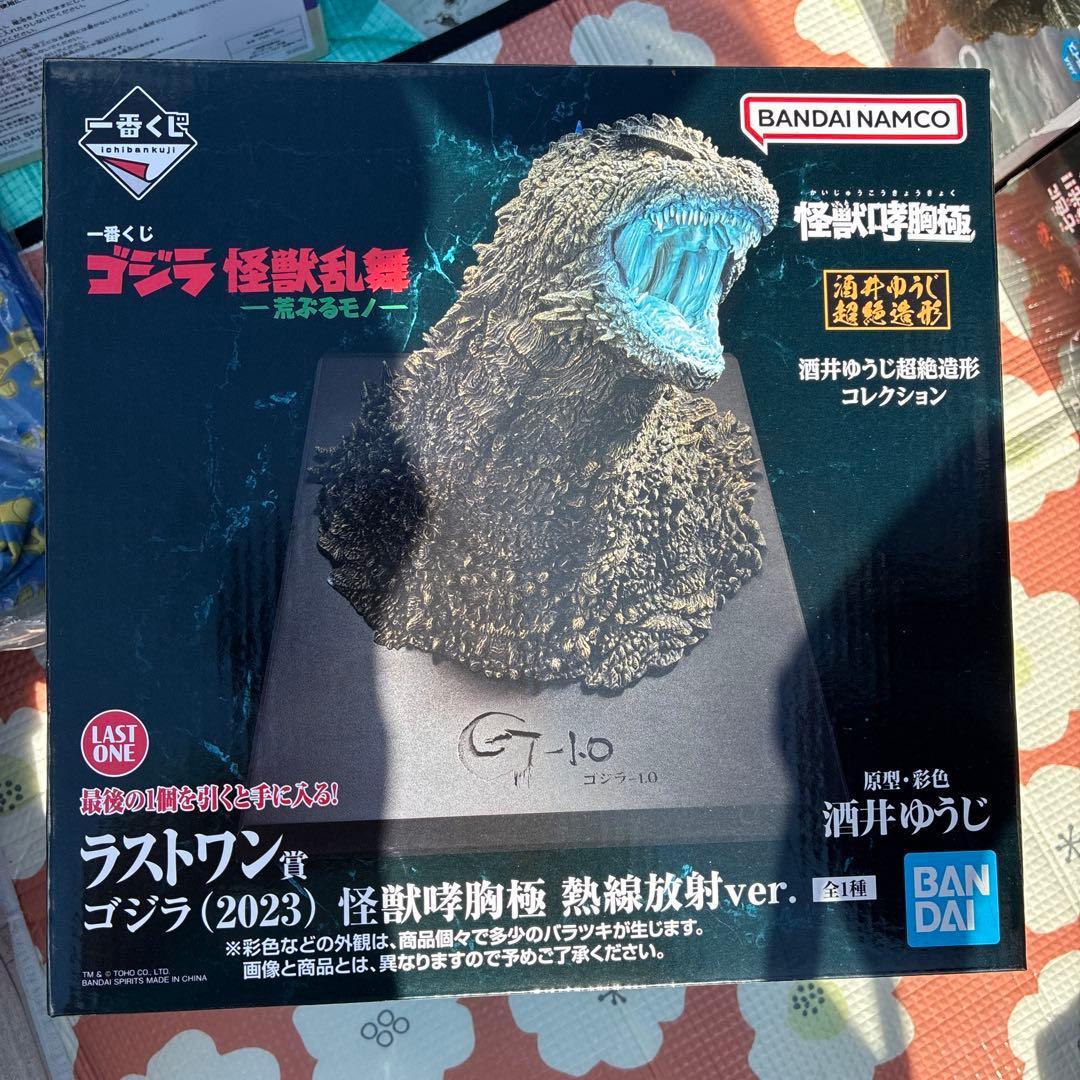 一番くじ
ichibankuji
一番くじ
ゴジラ 怪獣乱舞
―荒ぶるモノ―
BANDAI NAMCO
かいじゅうこうきょうきょく
怪獣哮胸極
酒井ゆうじ
超絶造形
酒井ゆうじ超絶造形
コレクション
G-1.0
ゴジラ-1.0
LAST
ONE
最後の1個を引くと手に入る!
ラストワン賞
ゴジラ(2023) 怪獣哮胸極 熱線放射ver. 全1種
※彩色などの外観は、商品個々で多少のバラツキが生じます。
画像と商品とは、異なりますので予めご了承ください。
TM & © TOHO CO., LTD.
BANDAI SPIRITS MADE IN CHINA
原型・彩色
酒井ゆうじ
BAN
DAI